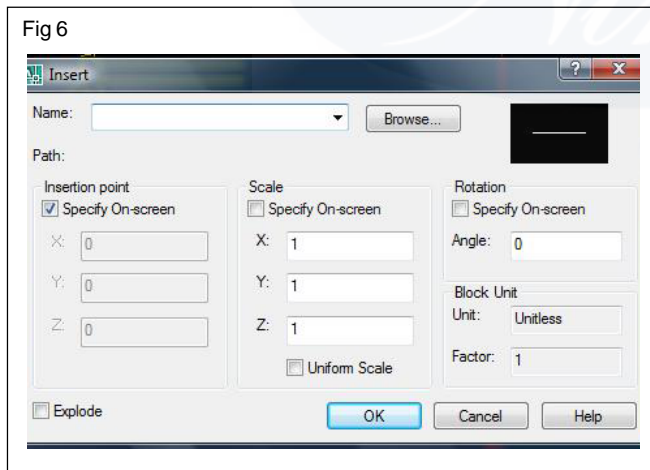 Fig 6
Insert
Name:
Browse...
Path:
Insertion point
Specify On-screen
X: 0
Y: 0
Z: 0
Scale
Specify On-screen
X: 1
Y: 1
Z: 1
Uniform Scale
Rotation
Specify On-screen
Angle: 0
Block Unit
Unit: Unitless
Factor: 1
Explode
OK
Cancel
Help